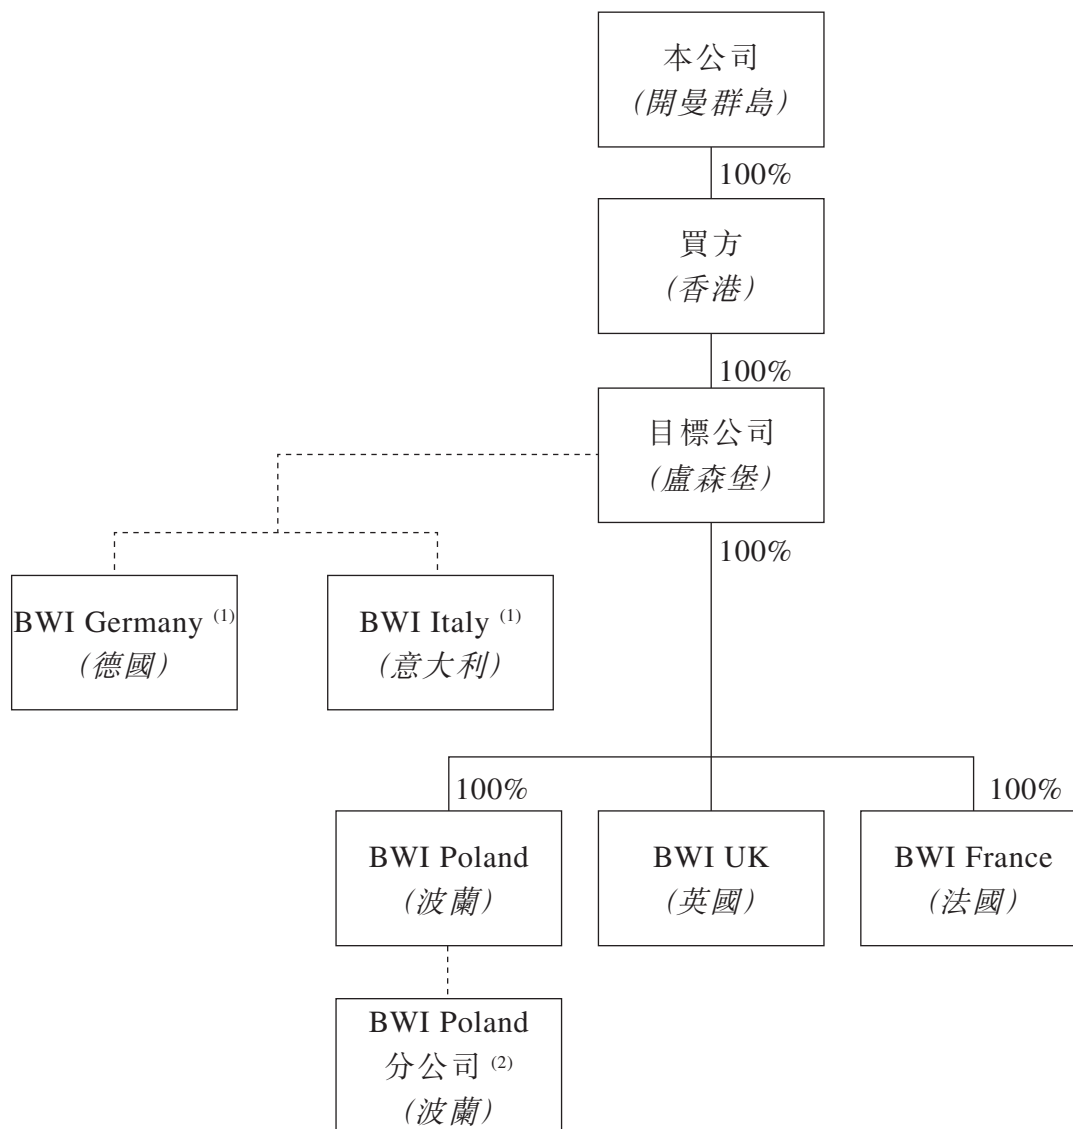 本公司
(開曼群島)
100%
買方
(香港)
100%
目標公司
(盧森堡)
100%
BWI Germany (1)
(德國)
BWI Italy (1)
(意大利)
100%
100%
BWI Poland
(波蘭)
BWI UK
(英國)
BWI France
(法國)
BWI Poland
分公司 (2)
(波蘭)